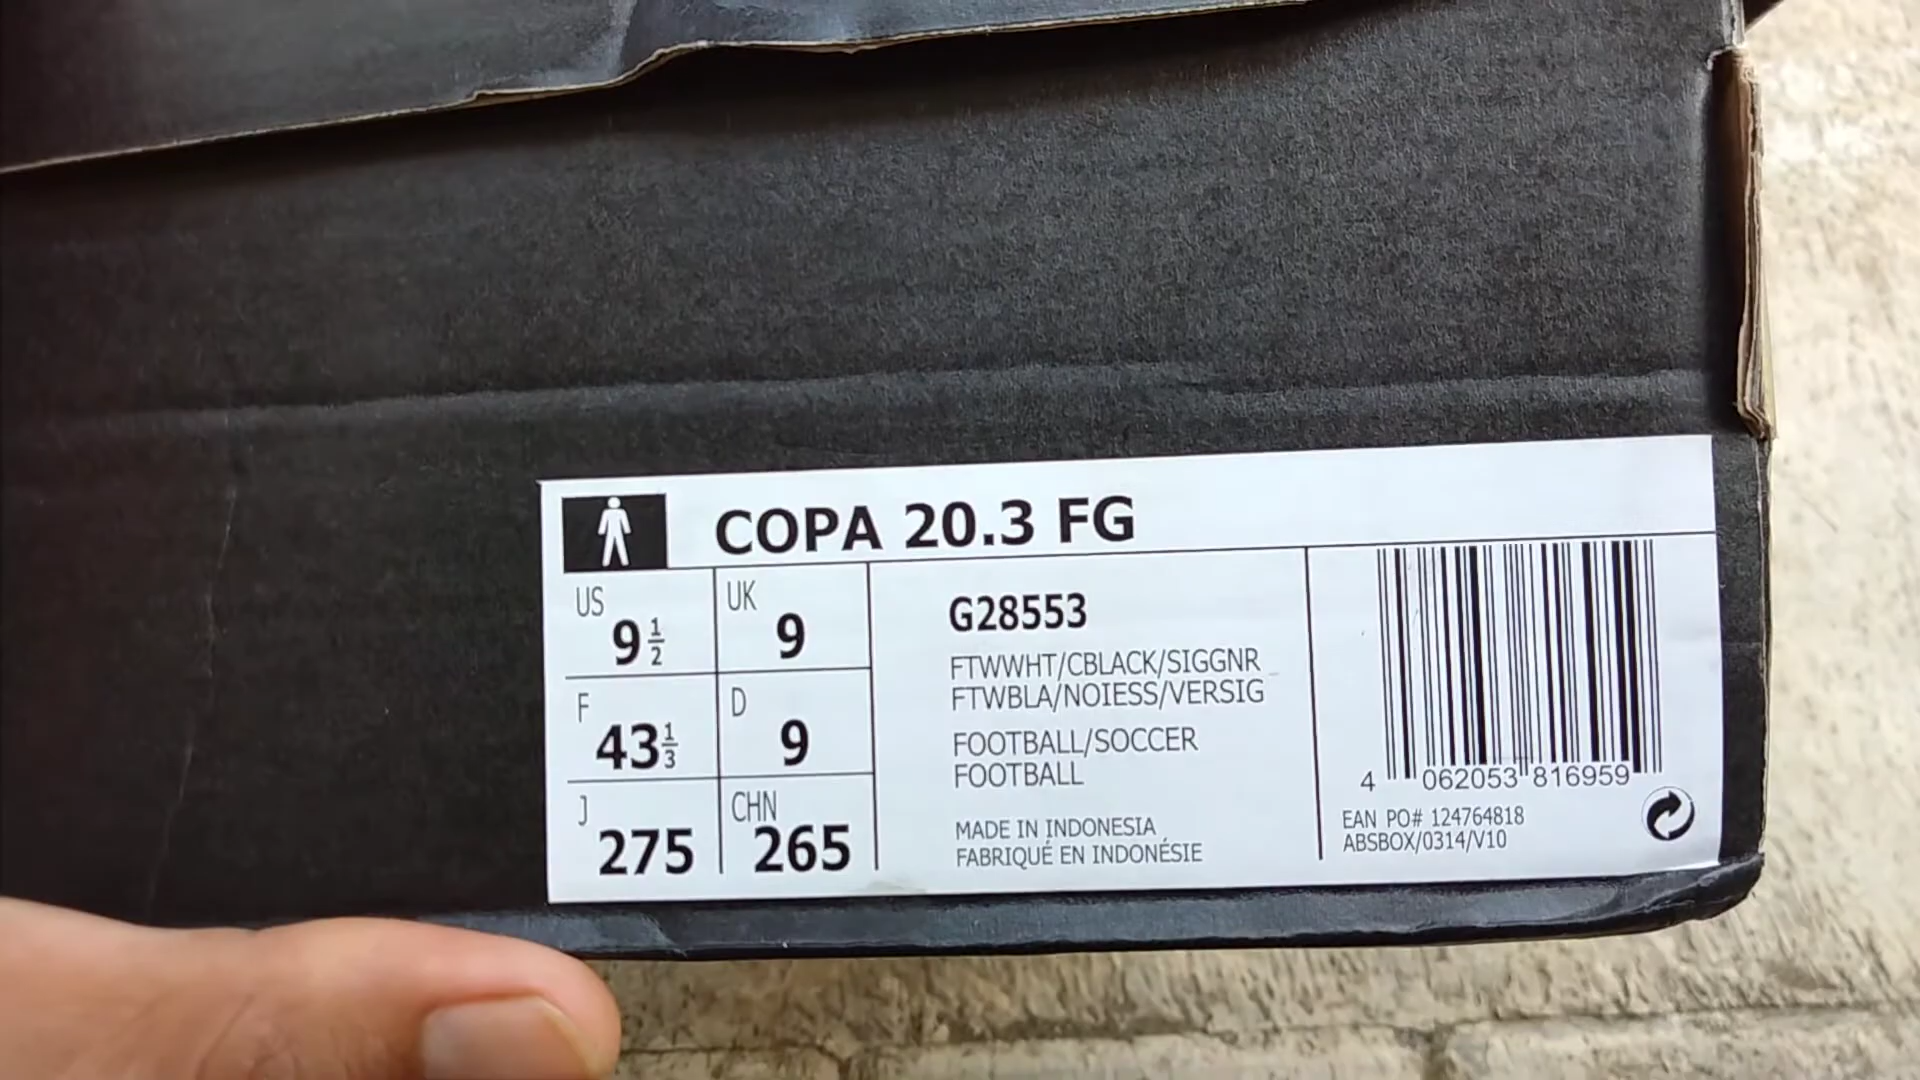 COPA 20.3 FG
US 9 1/2
UK 9
F 43 1/3
D 9
J 275
CHN 265
G28553
FTWWHT/CBLACK/SIGGNR
FTWBLA/NOIESS/VERSIG
FOOTBALL/SOCCER
FOOTBALL
MADE IN INDONESIA
FABRIQUÉ EN INDONÉSIE
4 062053 816959
EAN PO# 124764818
ABSBOX/0314/V10